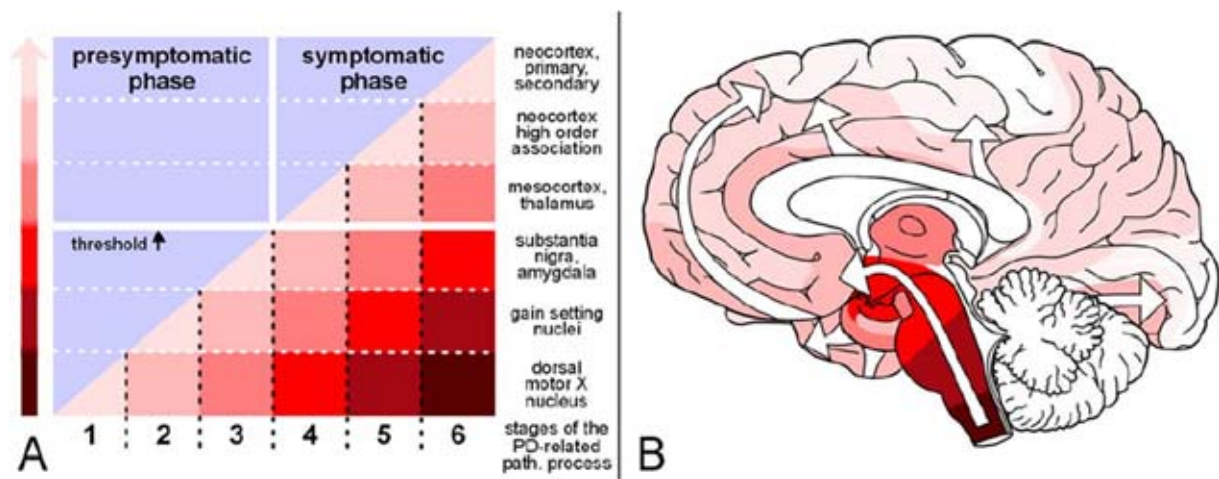 presymptomatic
phase
symptomatic
phase
neocortex,
primary,
secondary
neocortex
high order
association
mesocortex,
thalamus
threshold
substantia
nigra,
amygdala
gain setting
nuclei
dorsal
motor X
nucleus
1 2 3 4 5 6
stages of the
PD-related
path. process
A
B